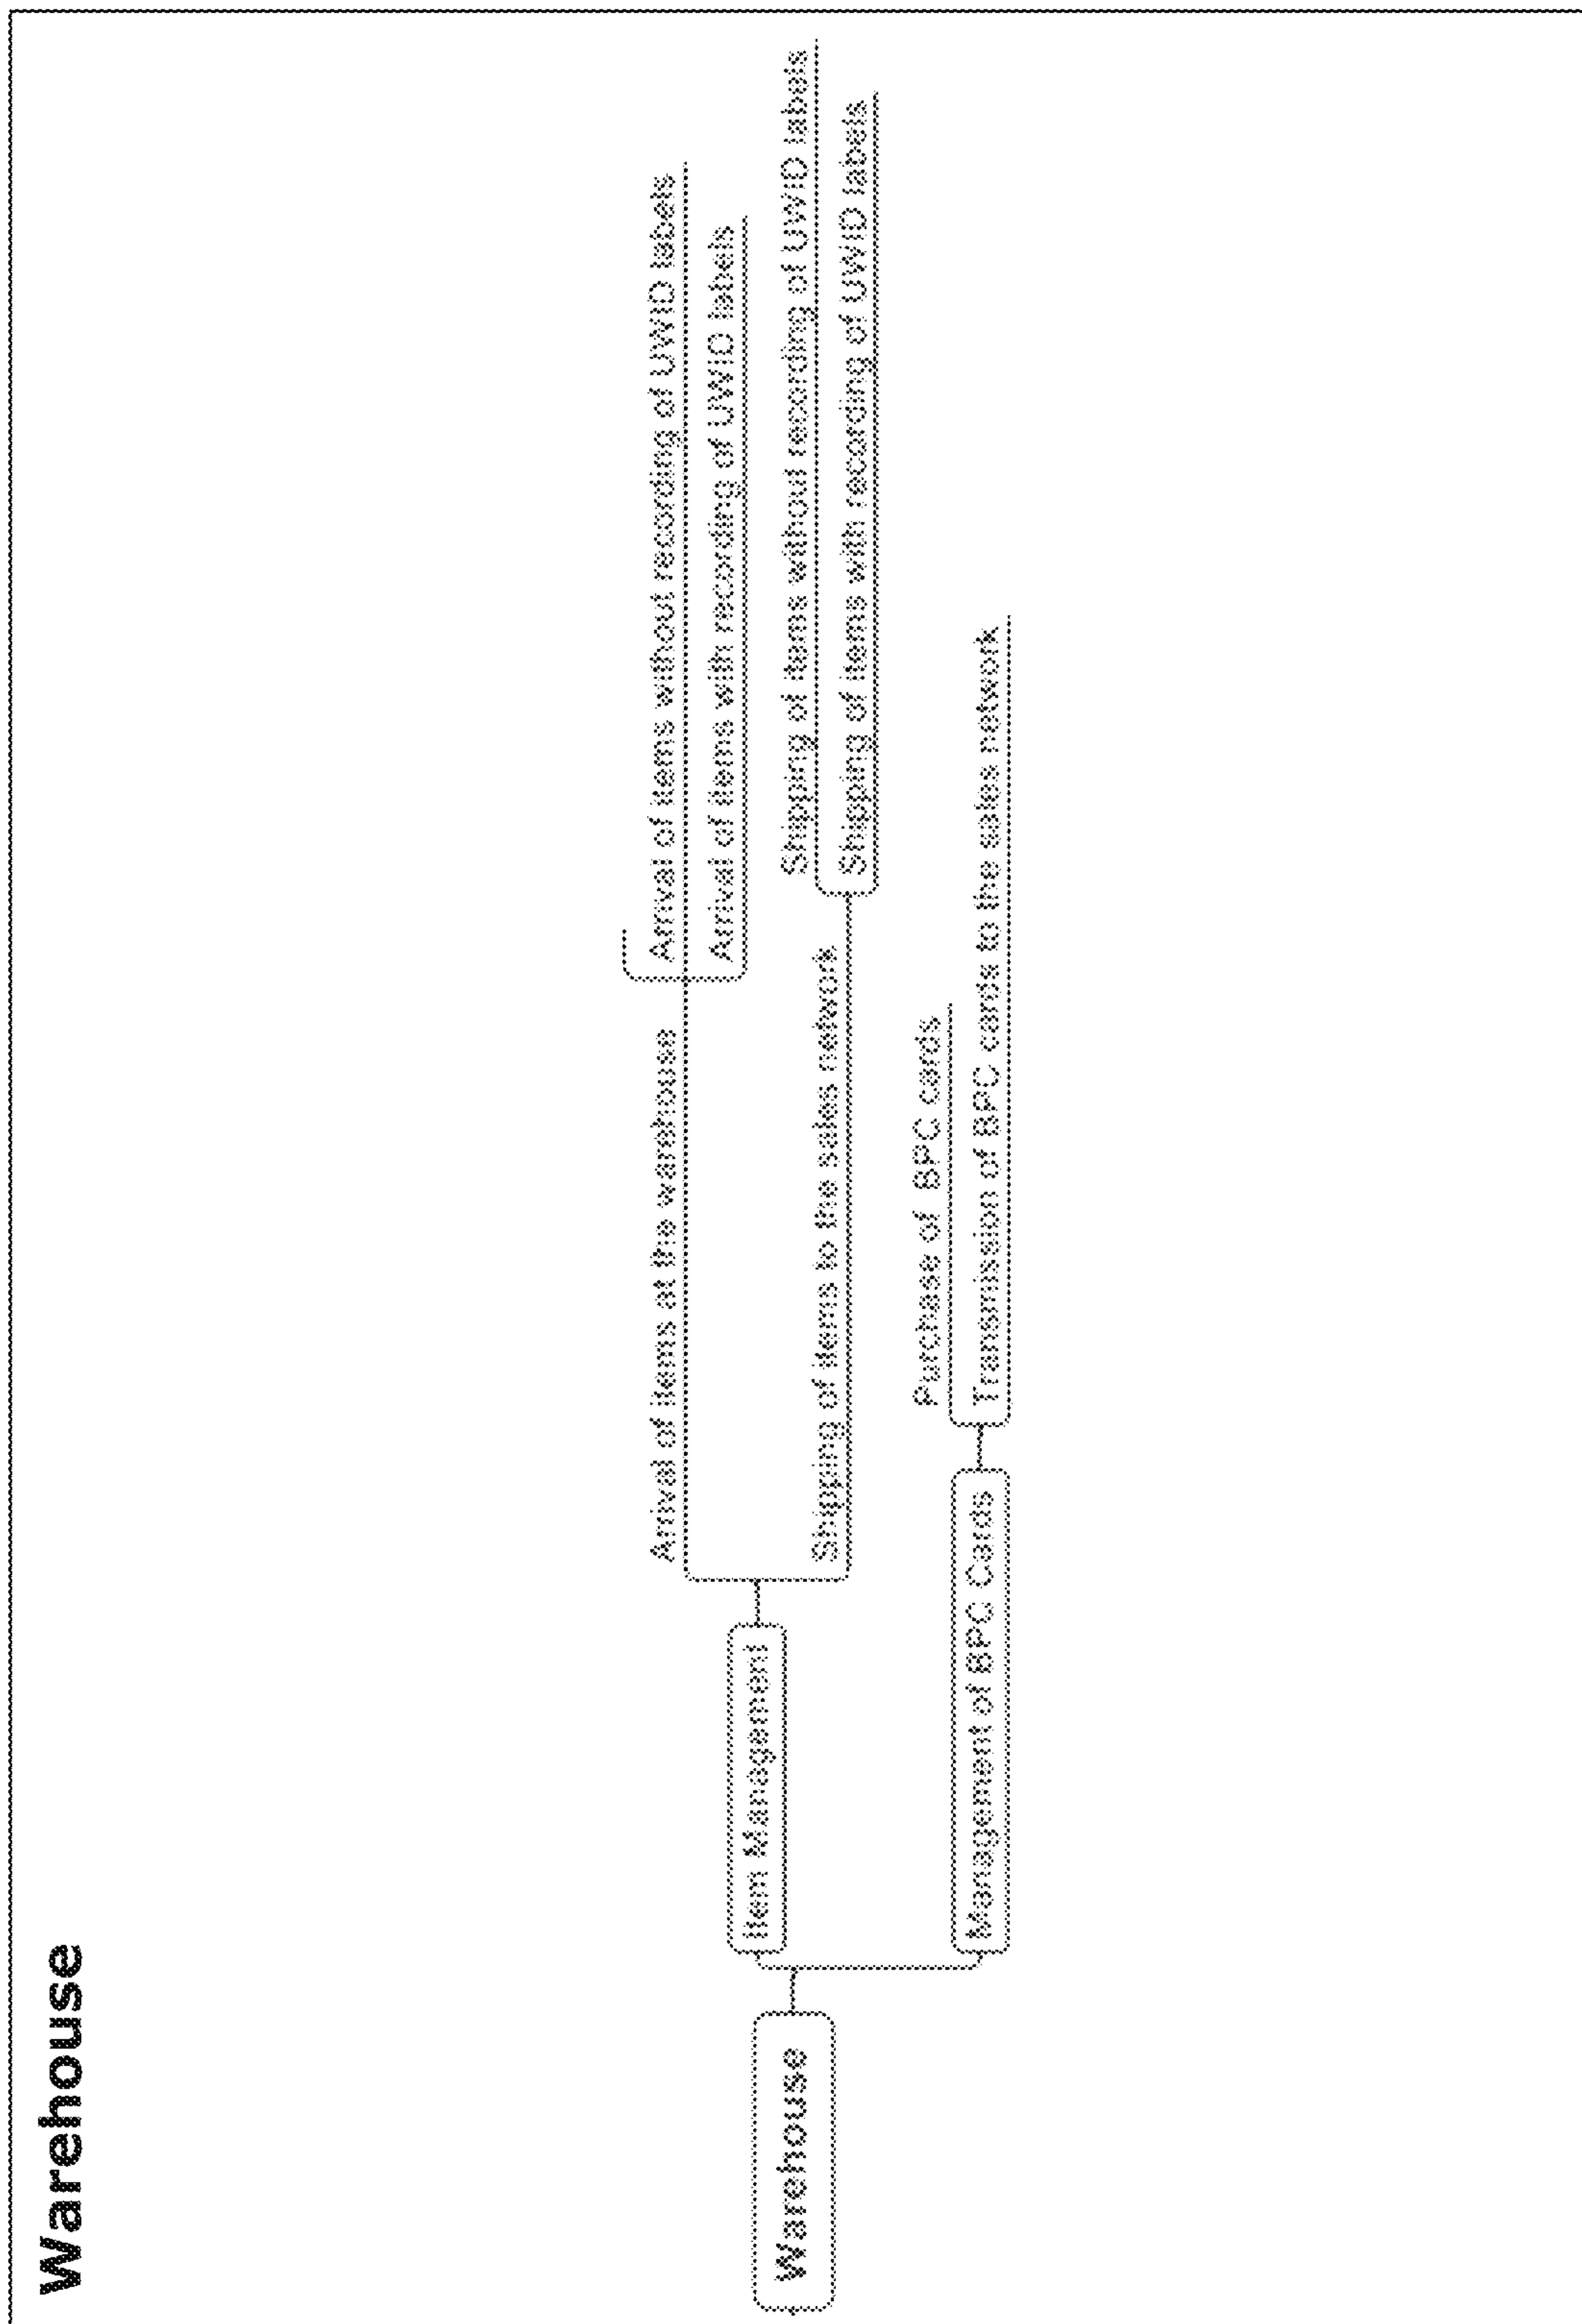 Warehouse
Warehouse
Item Management
Arrival of items at the warehouse
Arrival of items without recording of UWID labels
Arrival of items with recording of UWID labels
Shipping of items to the sales network
Shipping of items without recording of UWID labels
Shipping of items with recording of UWID labels
Management of BPC Cards
Purchase of BPC cards
Transmission of BPC cards to the sales network